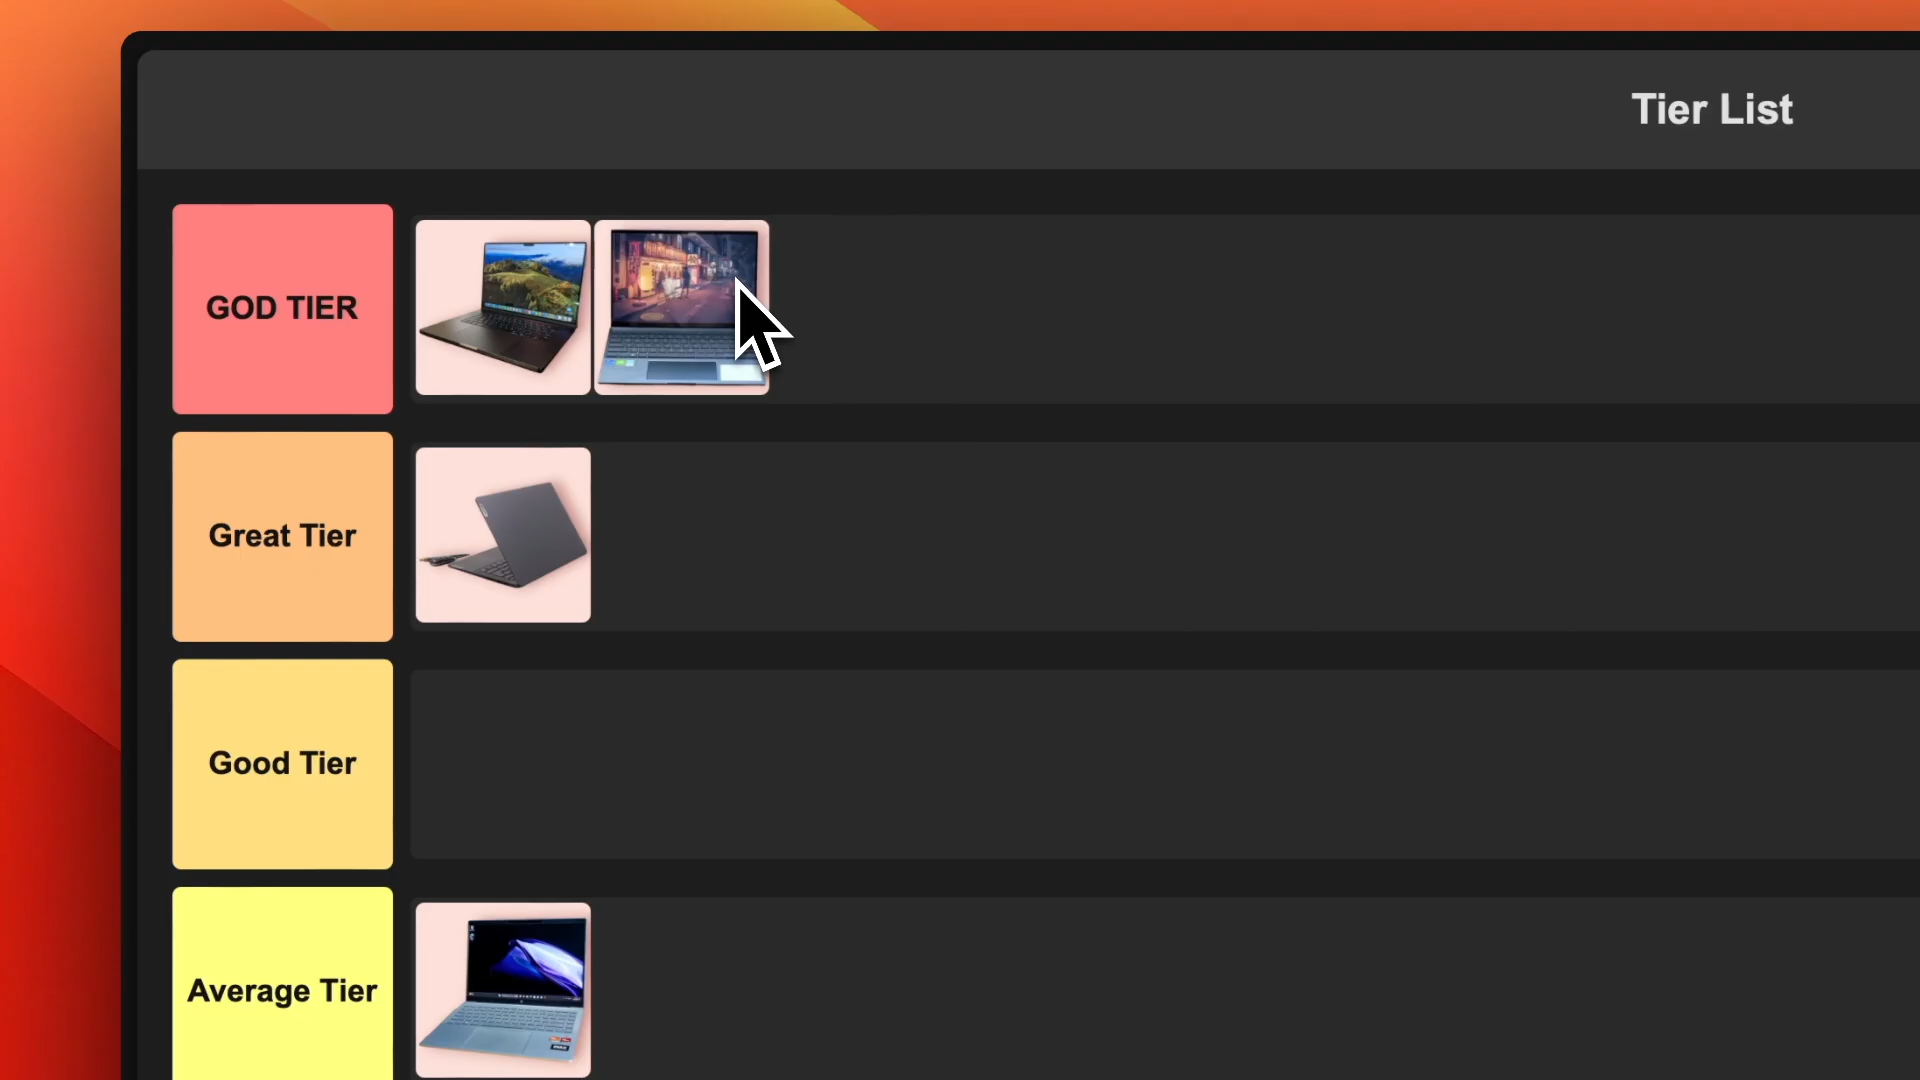 Tier List
GOD TIER
Great Tier
Good Tier
Average Tier